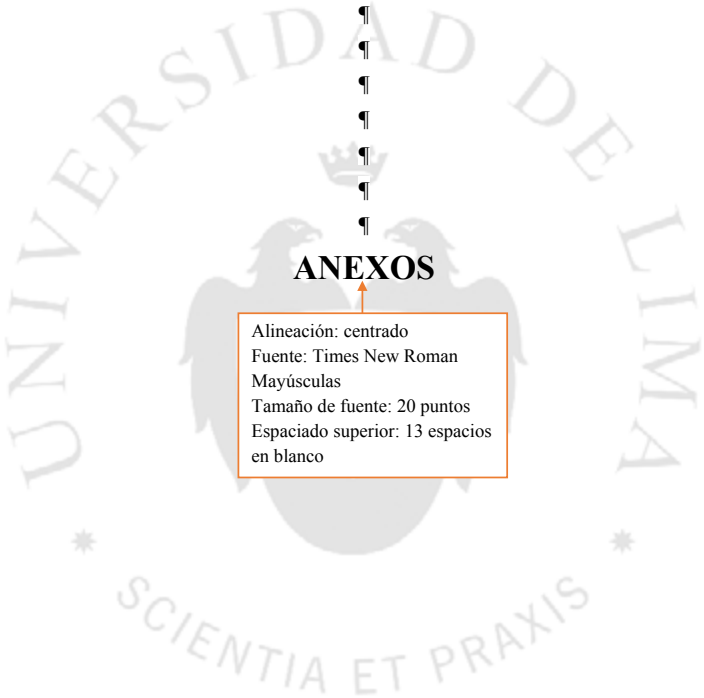 ¶
¶
¶
¶
¶
¶
¶
ANEXOS
Alineación: centrado
Fuente: Times New Roman
Mayúsculas
Tamaño de fuente: 20 puntos
Espaciado superior: 13 espacios
en blanco
UNIVERSIDAD DE LIMA
SCIENTIA ET PRAXIS